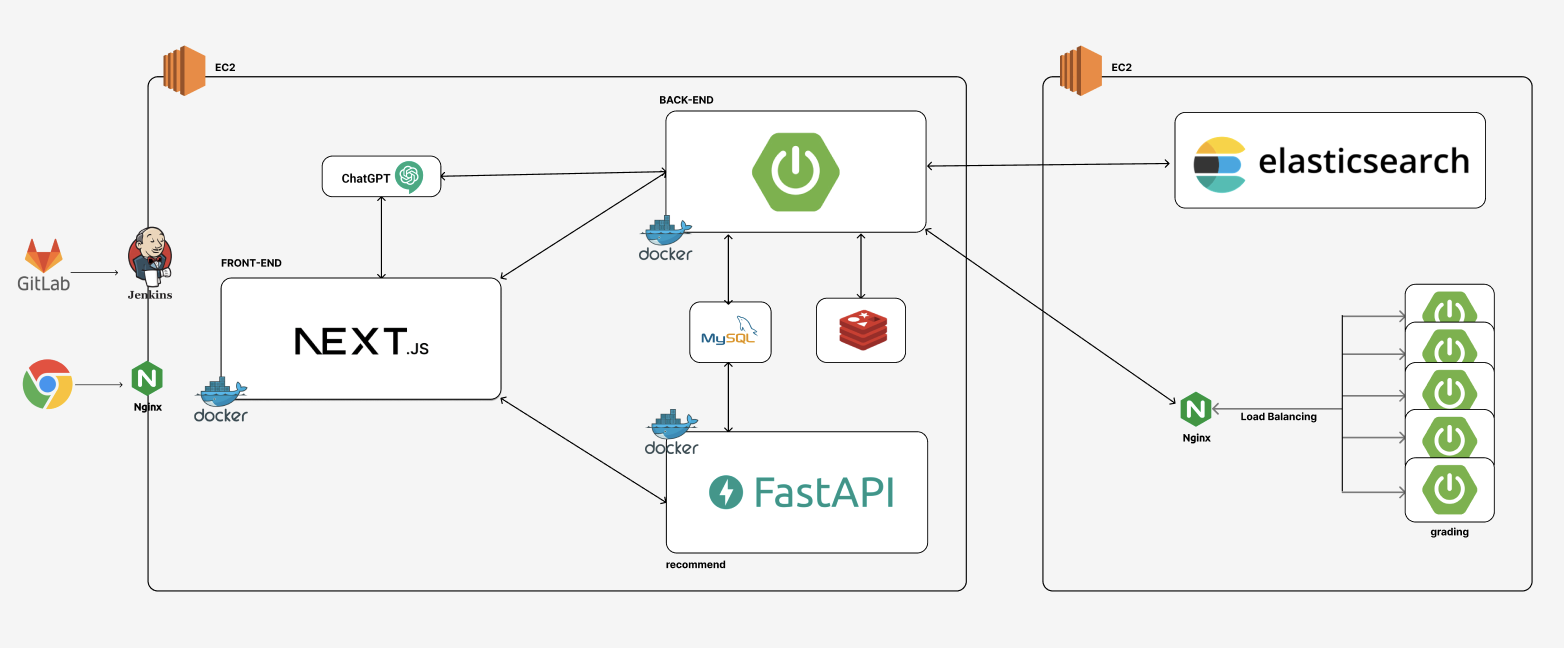 EC2
EC2
BACK-END
ChatGPT
elasticsearch
docker
GitLab
Jenkins
FRONT-END
NEXT.JS
MySQL
Nginx
docker
docker
Nginx
Load Balancing
FastAPI
grading
recommend